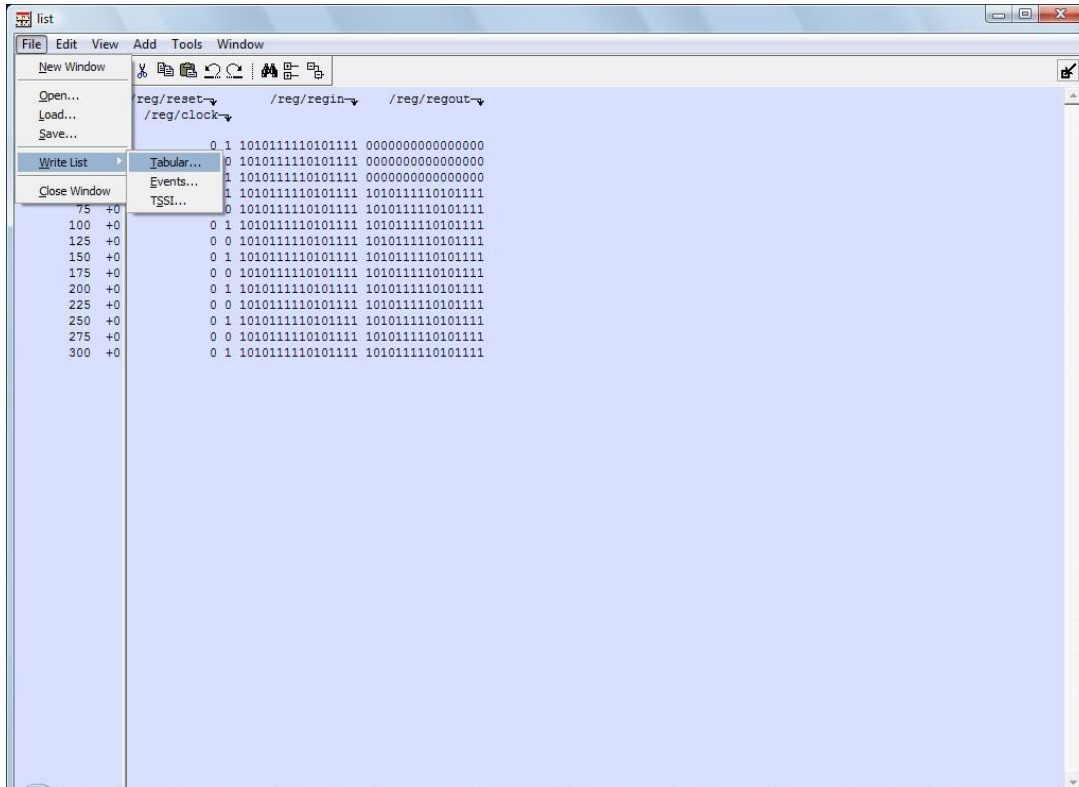 list
File Edit View Add Tools Window
New Window
Open...
Load...
Save...
Write List
Close Window
Tabular...
Events...
TSSI...
/reg/reset /reg/regin /reg/regout
/reg/clock
0 1 1010111110101111 0000000000000000
0 1010111110101111 0000000000000000
1 1010111110101111 0000000000000000
1 1010111110101111 1010111110101111
75 +0 0 1010111110101111 1010111110101111
100 +0 0 1 1010111110101111 1010111110101111
125 +0 0 0 1010111110101111 1010111110101111
150 +0 0 1 1010111110101111 1010111110101111
175 +0 0 0 1010111110101111 1010111110101111
200 +0 0 1 1010111110101111 1010111110101111
225 +0 0 0 1010111110101111 1010111110101111
250 +0 0 1 1010111110101111 1010111110101111
275 +0 0 0 1010111110101111 1010111110101111
300 +0 0 1 1010111110101111 1010111110101111